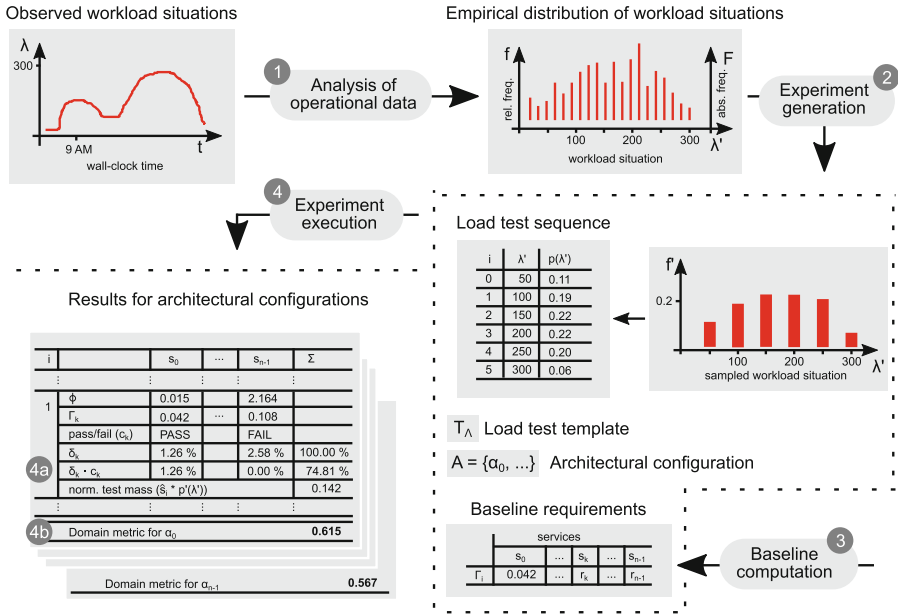 Observed workload situations
λ
300
9 AM
t
wall-clock time
1
Analysis of
operational data
Empirical distribution of workload situations
f
rel. freq.
F
abs. freq.
100 200 300
λ'
workload situation
2
Experiment
generation
4
Experiment
execution
Load test sequence
i λ' p(λ')
0 50 0.11
1 100 0.19
2 150 0.22
3 200 0.22
4 250 0.20
5 300 0.06
f'
0.2
100 200 300
λ'
sampled workload situation
T_Λ Load test template
A = {α₀, ...} Architectural configuration
Baseline requirements
services
s₀ ... sₖ ... sₙ₋₁
Γᵢ 0.042 ... rₖ ... rₙ₋₁
3
Baseline
computation
Results for architectural configurations
i s₀ ... sₙ₋₁ Σ
⋮ ⋮ ⋮ ⋮
1 ϕ 0.015 2.164
Γₖ 0.042 ... 0.108
pass/fail (cₖ) PASS FAIL
δₖ 1.26 % 2.58 % 100.00 %
4a
δₖ · cₖ 1.26 % 0.00 % 74.81 %
norm. test mass (ŝᵢ * p'(λ')) 0.142
⋮ ⋮ ⋮ ⋮ ⋮
4b
Domain metric for α₀ 0.615
Domain metric for αₙ₋₁ 0.567